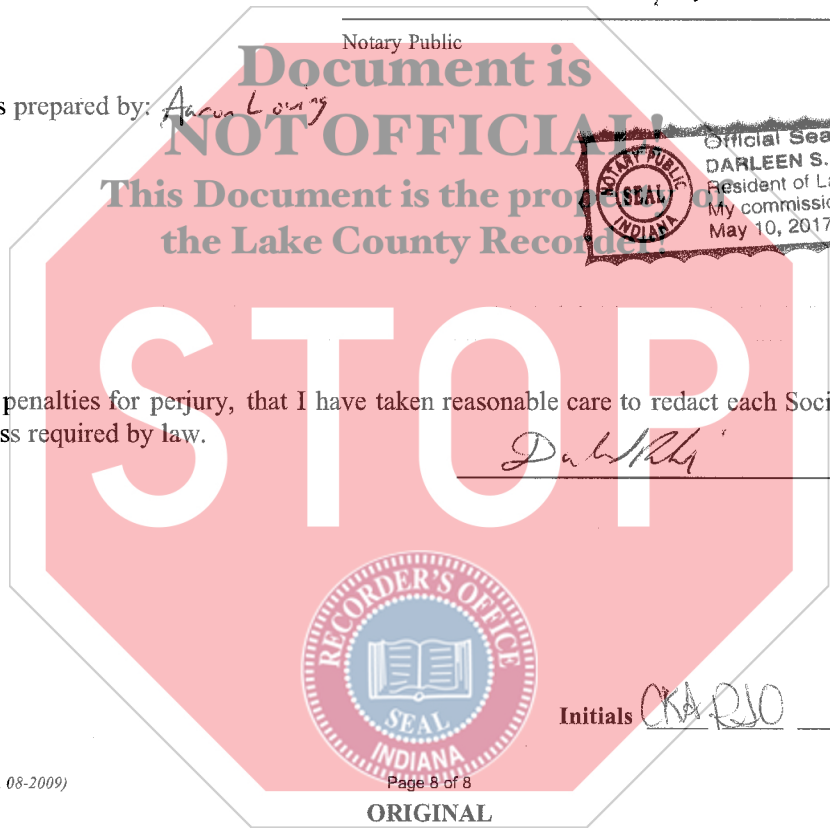 Notary Public
Document is
s prepared by: Aaron Loving
NOT OFFICIAL!
This Document is the property of
the Lake County Recorder!
Official Sea
DARLEEN S.
Resident of La
My commissio
May 10, 2017
NOTARY PUBLIC
SEAL
INDIANA
STOP
penalties for perjury, that I have taken reasonable care to redact each Soci
ss required by law.
RECORDER'S OFFICE
SEAL
INDIANA
Initials
08-2009)
Page 8 of 8
ORIGINAL